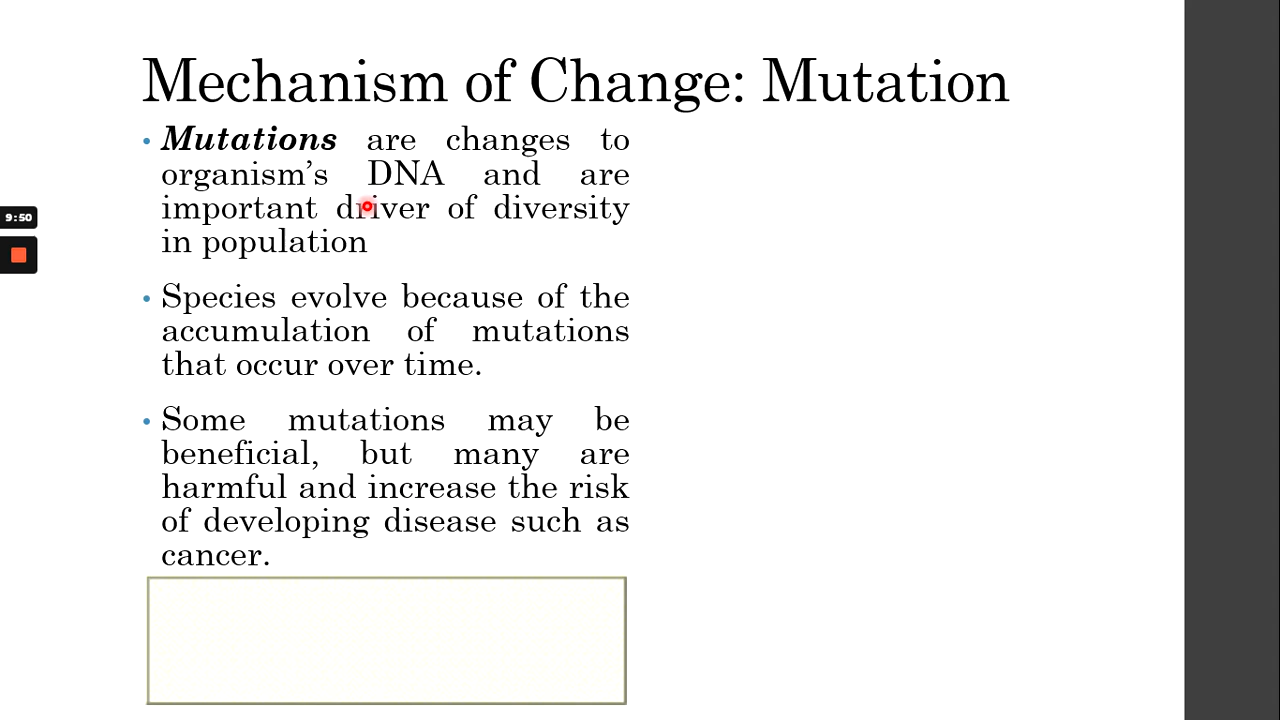 Mechanism of Change: Mutation
• Mutations are changes to
organism’s DNA and are
important driver of diversity
in population
• Species evolve because of the
accumulation of mutations
that occur over time.
• Some mutations may be
beneficial, but many are
harmful and increase the risk
of developing disease such as
cancer.
9:50